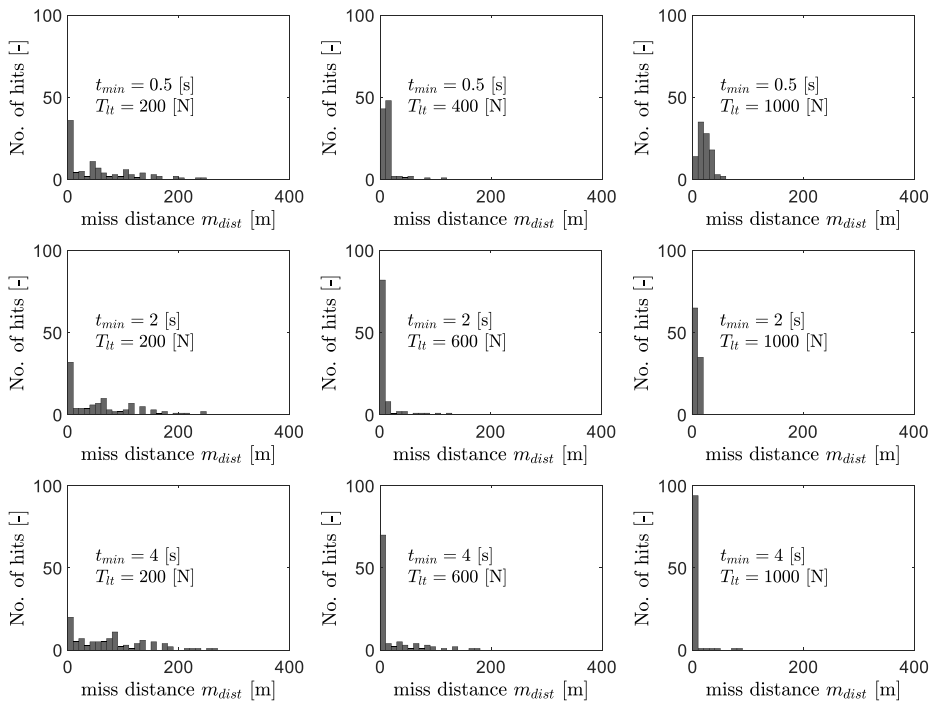 100
50
0
No. of hits [-]
t_min = 0.5 [s]
T_lt = 200 [N]
0 200 400
miss distance m_dist [m]
100
50
0
No. of hits [-]
t_min = 0.5 [s]
T_lt = 400 [N]
0 200 400
miss distance m_dist [m]
100
50
0
No. of hits [-]
t_min = 0.5 [s]
T_lt = 1000 [N]
0 200 400
miss distance m_dist [m]
100
50
0
No. of hits [-]
t_min = 2 [s]
T_lt = 200 [N]
0 200 400
miss distance m_dist [m]
100
50
0
No. of hits [-]
t_min = 2 [s]
T_lt = 600 [N]
0 200 400
miss distance m_dist [m]
100
50
0
No. of hits [-]
t_min = 2 [s]
T_lt = 1000 [N]
0 200 400
miss distance m_dist [m]
100
50
0
No. of hits [-]
t_min = 4 [s]
T_lt = 200 [N]
0 200 400
miss distance m_dist [m]
100
50
0
No. of hits [-]
t_min = 4 [s]
T_lt = 600 [N]
0 200 400
miss distance m_dist [m]
100
50
0
No. of hits [-]
t_min = 4 [s]
T_lt = 1000 [N]
0 200 400
miss distance m_dist [m]